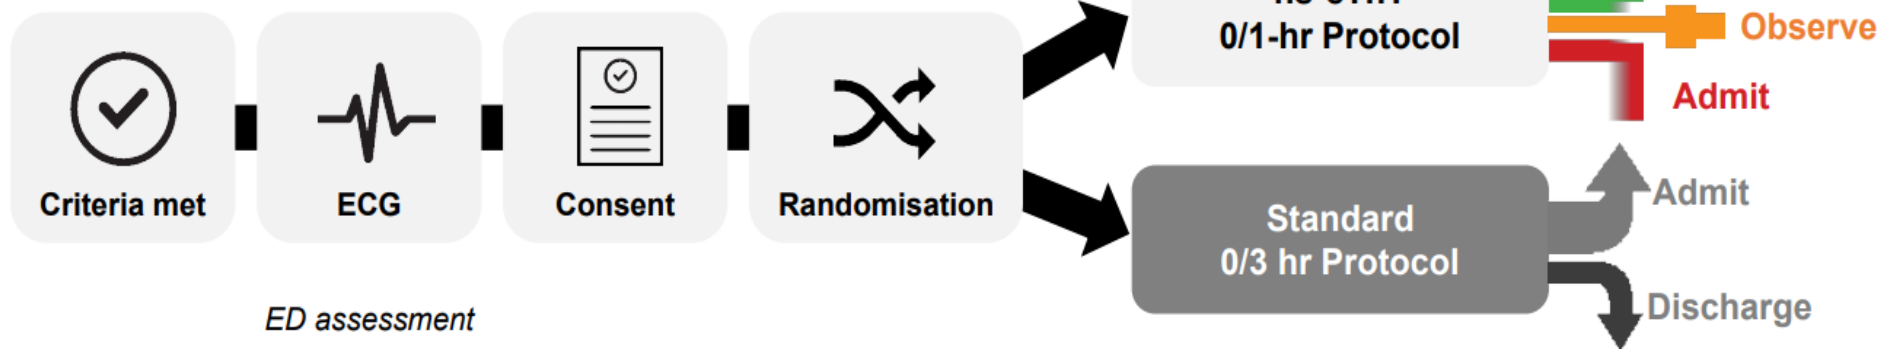 0/1-hr Protocol
Observe
Admit
Criteria met
ECG
Consent
Randomisation
Standard
0/3 hr Protocol
Admit
Discharge
ED assessment